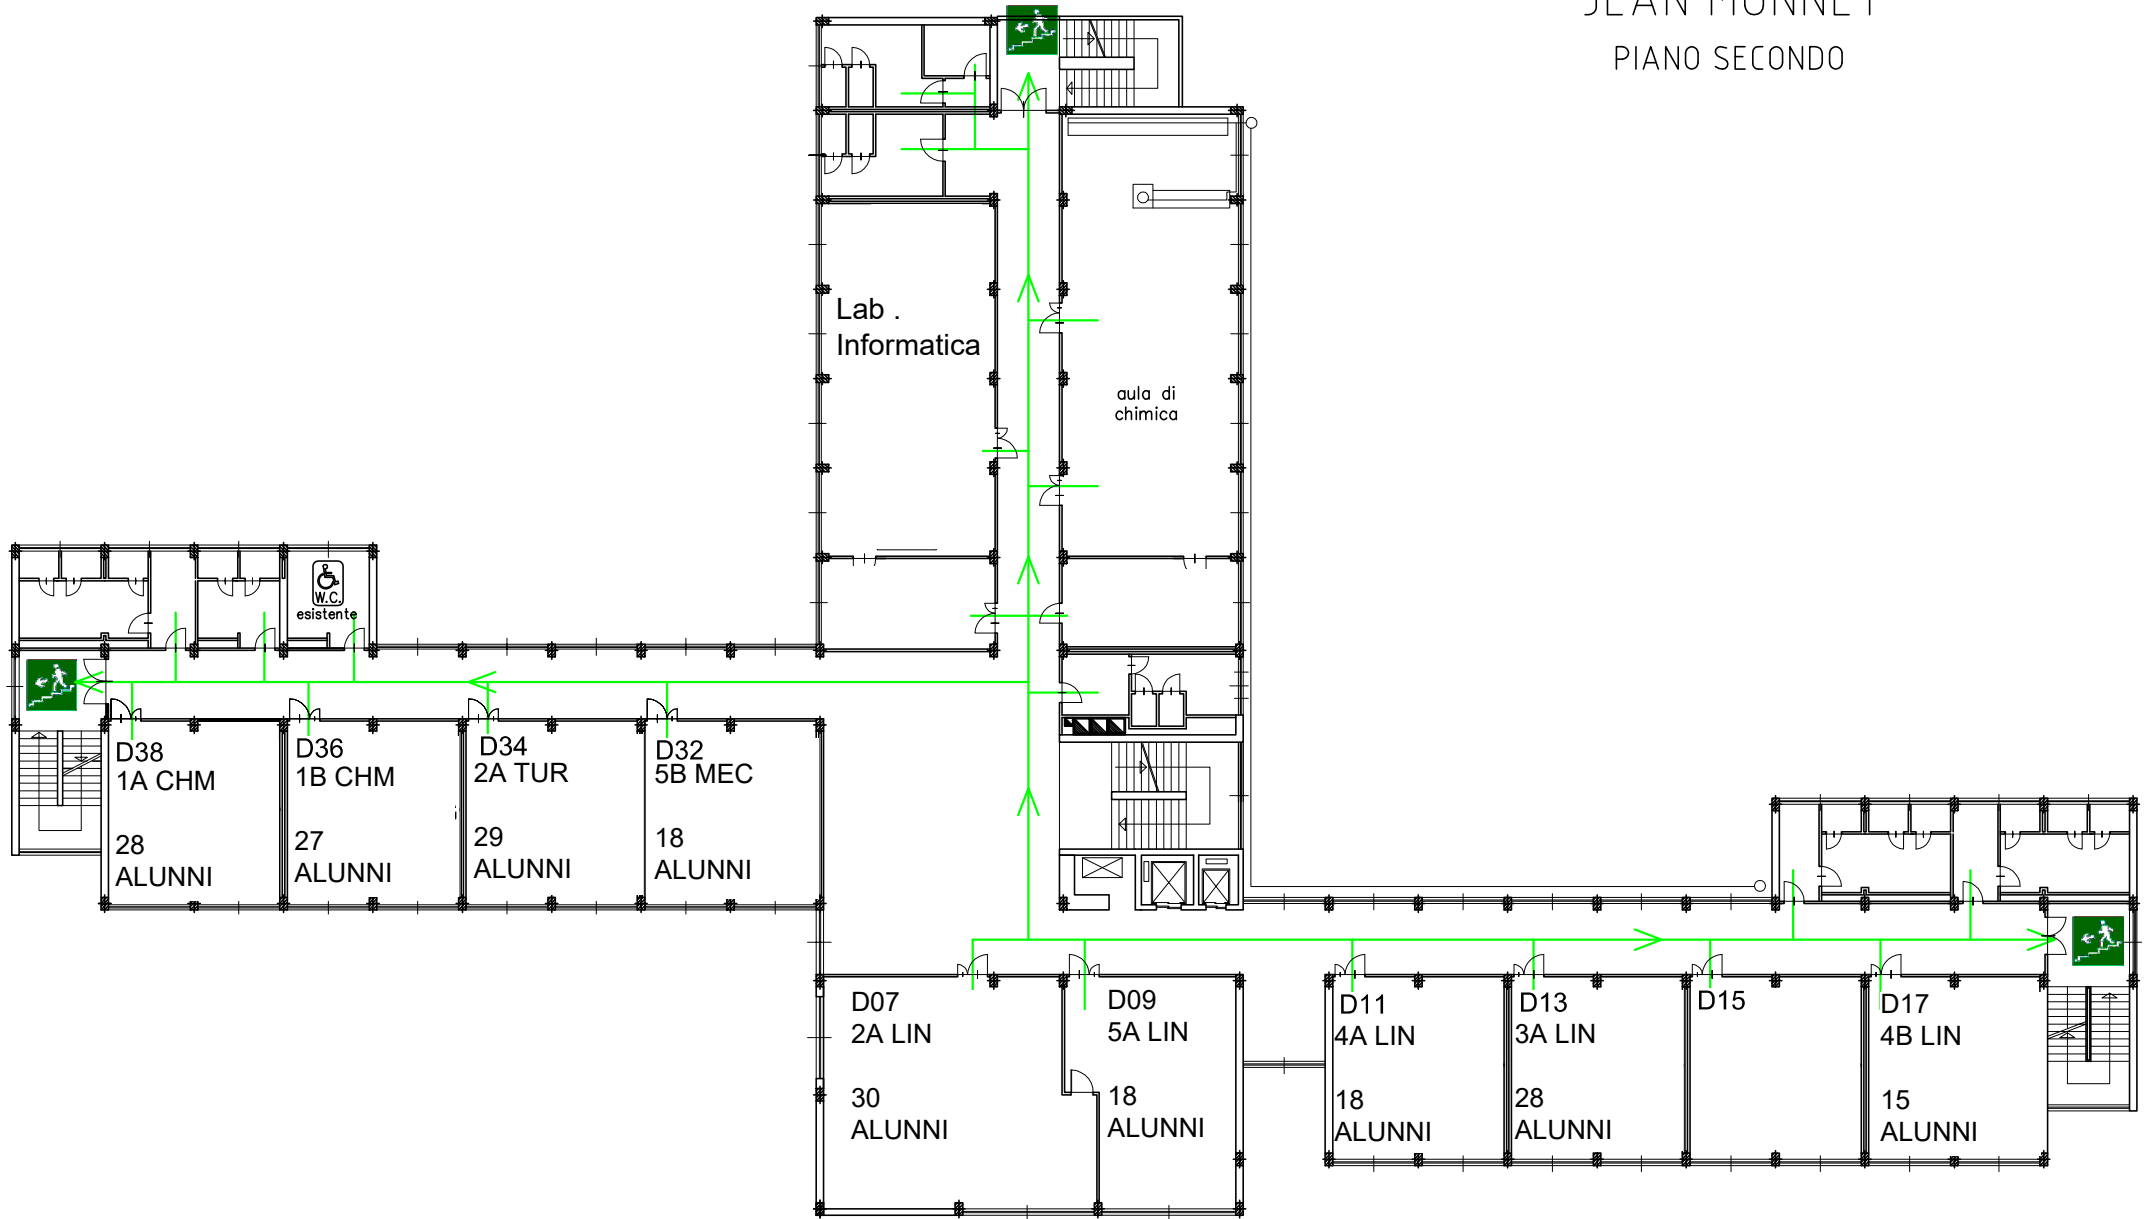 JEAN MONNET
PIANO SECONDO
Lab .
Informatica
aula di
chimica
W.C.
esistente
D38
1A CHM
28
ALUNNI
D36
1B CHM
27
ALUNNI
D34
2A TUR
29
ALUNNI
D32
5B MEC
18
ALUNNI
D07
2A LIN
30
ALUNNI
D09
5A LIN
18
ALUNNI
D11
4A LIN
18
ALUNNI
D13
3A LIN
28
ALUNNI
D15
D17
4B LIN
15
ALUNNI